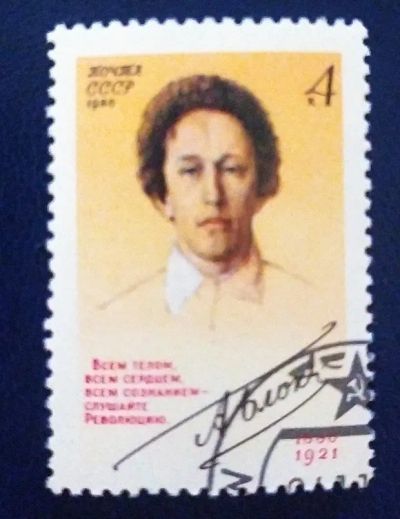 ПОЧТА
СССР
1980
4
к
Всем телом,
всем сердцем,
всем сознанием–
слушайте
Революцию.
А Блок
1880
1921